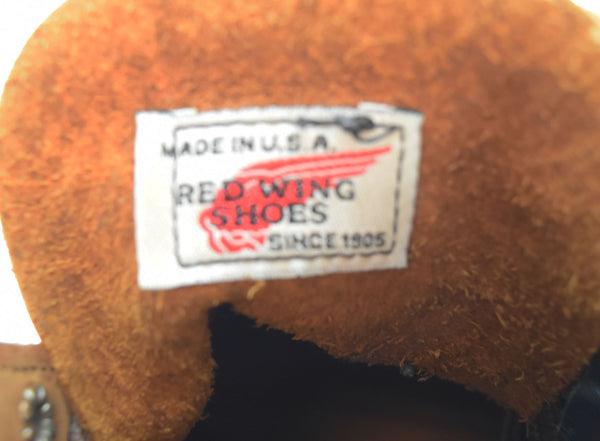 MADE IN U.S.A.
RED WING
SHOES
SINCE 1905